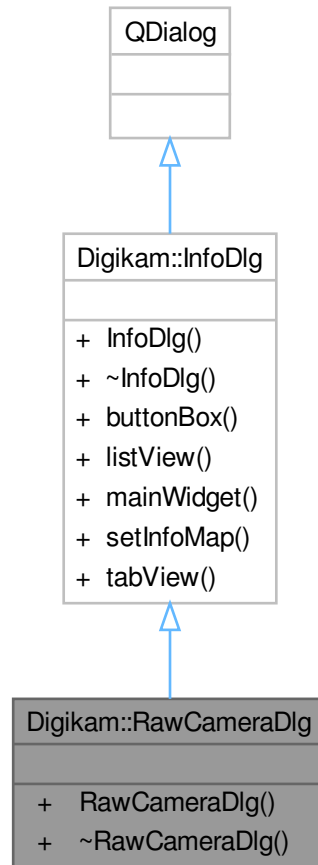 QDialog
Digikam::InfoDlg
+ InfoDlg()
+ ~InfoDlg()
+ buttonBox()
+ listView()
+ mainWidget()
+ setInfoMap()
+ tabView()
Digikam::RawCameraDlg
+ RawCameraDlg()
+ ~RawCameraDlg()